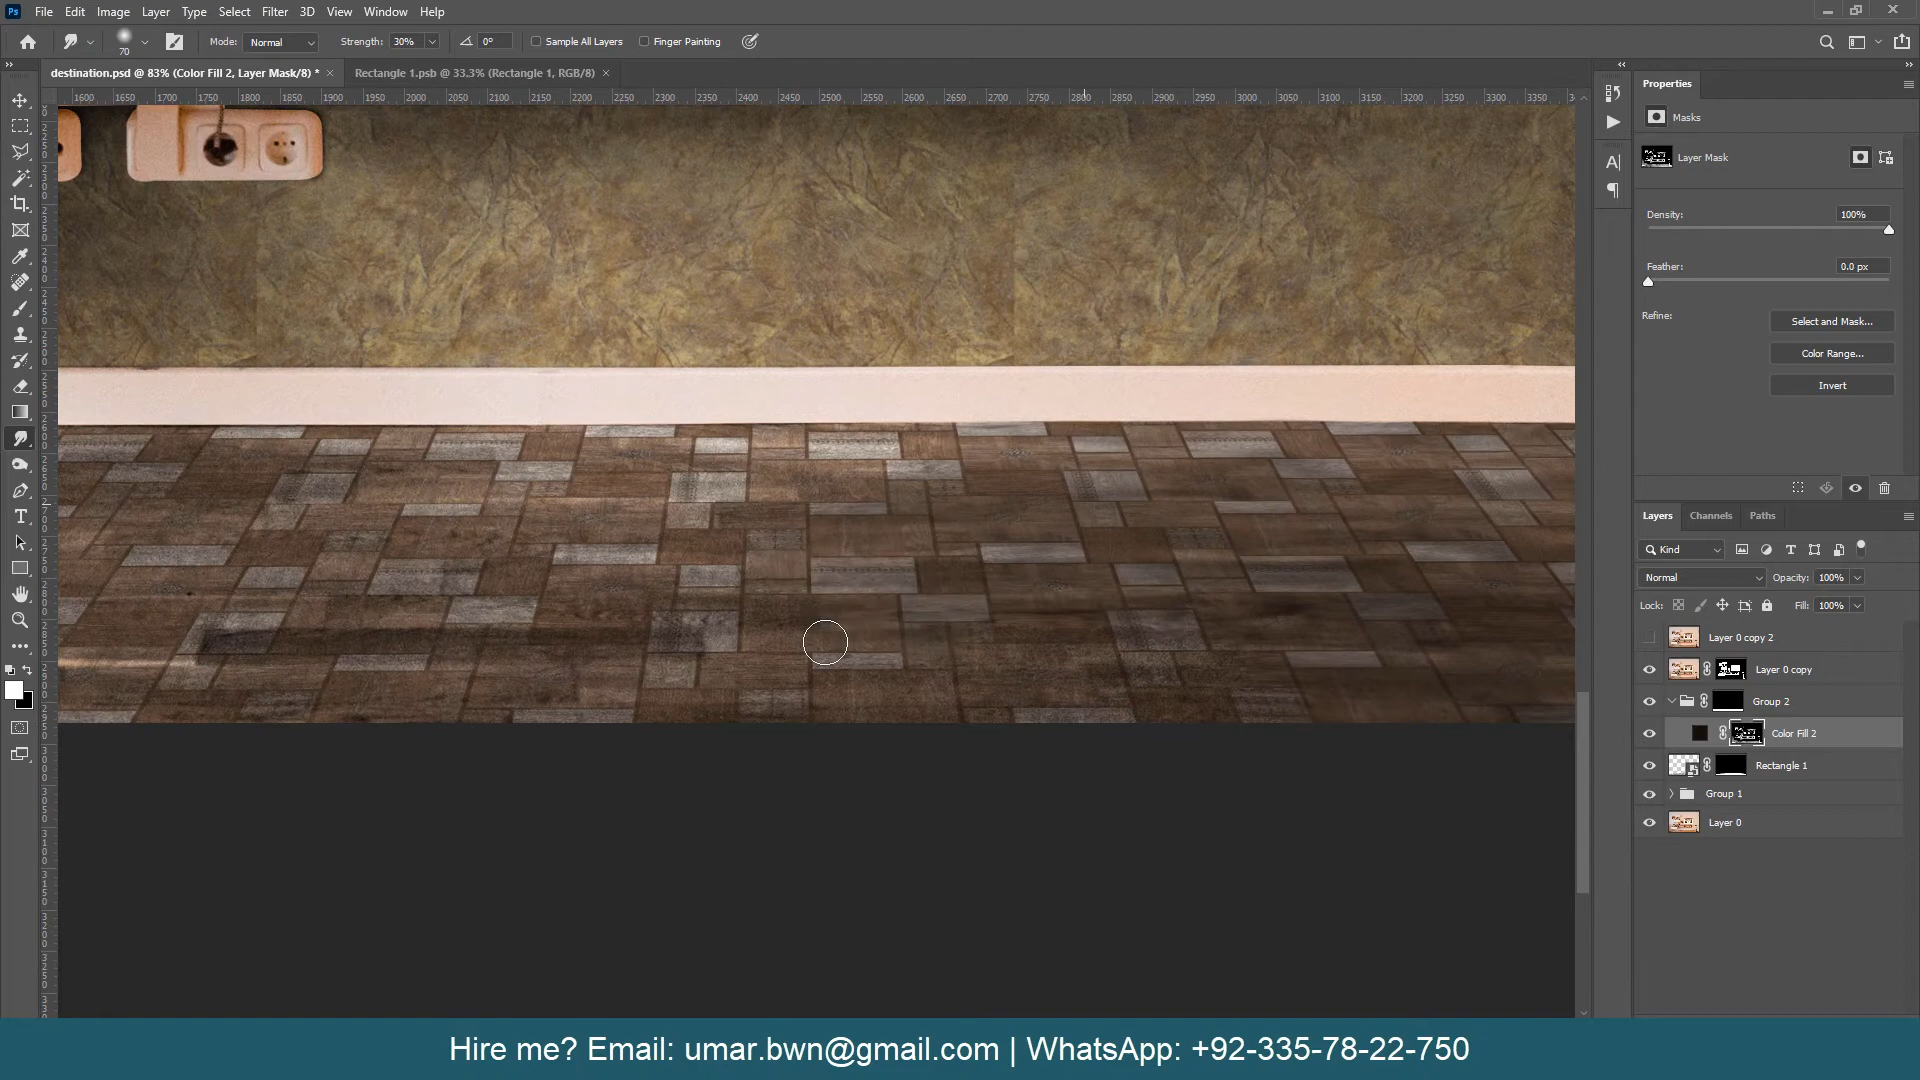 Ps File Edit Image Layer Type Select Filter 3D View Window Help
70 Mode: Normal Strength: 30% 0° Sample All Layers Finger Painting
destination.psd @ 83% (Color Fill 2, Layer Mask/8) * × Rectangle 1.psb @ 33.3% (Rectangle 1, RGB/8) ×
1600 1650 1700 1750 1800 1850 1900 1950 2000 2050 2100 2150 2200 2250 2300 2350 2400 2450 2500 2550 2600 2650 2700 2750 2800 2850 2900 2950 3000 3050 3100 3150 3200 3250 3300 3350
Properties
Masks
Layer Mask
Density: 100%
Feather: 0.0 px
Refine: Select and Mask...
Color Range...
Invert
Layers Channels Paths
Kind
Normal Opacity: 100%
Lock: Fill: 100%
Layer 0 copy 2
Layer 0 copy
Group 2
Color Fill 2
Rectangle 1
Group 1
Layer 0
Hire me? Email: umar.bwn@gmail.com | WhatsApp: +92-335-78-22-750